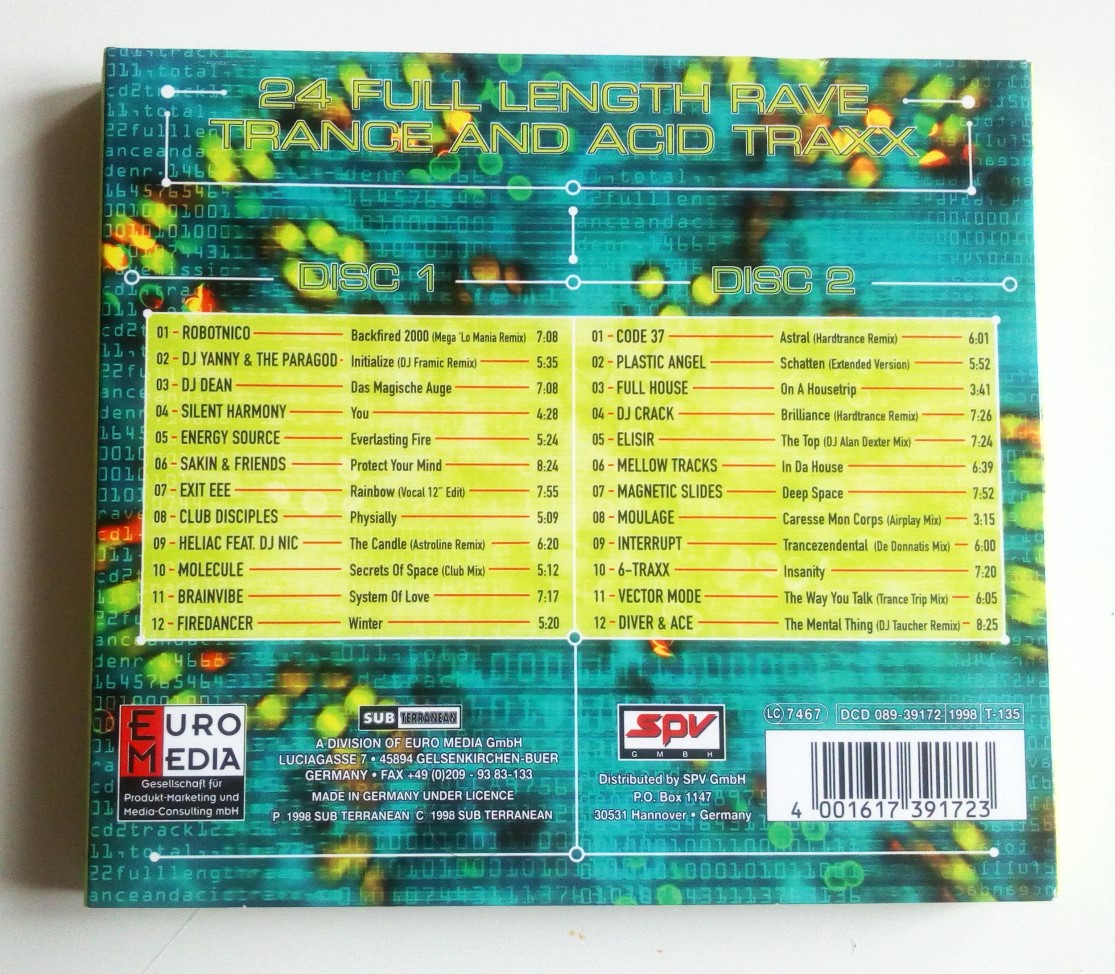 24 FULL LENGTH RAVE
TRANCE AND ACID TRAXX
DISC 1
01 - ROBOTNICO Backfired 2000 (Mega 'Lo Mania Remix) 7:08
02 - DJ YANNY & THE PARAGOD Initialize (DJ Framic Remix) 5:35
03 - DJ DEAN Das Magische Auge 7:08
04 - SILENT HARMONY You 4:28
05 - ENERGY SOURCE Everlasting Fire 5:24
06 - SAKIN & FRIENDS Protect Your Mind 8:24
07 - EXIT EEE Rainbow (Vocal 12" Edit) 7:55
08 - CLUB DISCIPLES Physially 5:09
09 - HELIAC FEAT. DJ NIC The Candle (Astroline Remix) 6:20
10 - MOLECULE Secrets Of Space (Club Mix) 5:12
11 - BRAINVIBE System Of Love 7:17
12 - FIREDANCER Winter 5:20
DISC 2
01 - CODE 37 Astral (Hardtrance Remix) 6:01
02 - PLASTIC ANGEL Schatten (Extended Version) 5:52
03 - FULL HOUSE On A Housetrip 3:41
04 - DJ CRACK Brilliance (Hardtrance Remix) 7:26
05 - ELISIR The Top (DJ Alan Dexter Mix) 7:24
06 - MELLOW TRACKS In Da House 6:39
07 - MAGNETIC SLIDES Deep Space 7:52
08 - MOULAGE Caresse Mon Corps (Airplay Mix) 3:15
09 - INTERRUPT Trancezendental (De Donnatis Mix) 6:00
10 - 6-TRAXX Insanity 7:20
11 - VECTOR MODE The Way You Talk (Trance Trip Mix) 6:05
12 - DIVER & ACE The Mental Thing (DJ Taucher Remix) 8:25
EURO
MEDIA
Gesellschaft für
Produkt-Marketing und
Media-Consulting mbH
SUB TERRANEAN
A DIVISION OF EURO MEDIA GmbH
LUCIAGASSE 7 • 45894 GELSENKIRCHEN-BUER
GERMANY • FAX +49 (0)209 - 93 83-133
MADE IN GERMANY UNDER LICENCE
P 1998 SUB TERRANEAN C 1998 SUB TERRANEAN
SPV
GMBH
Distributed by SPV GmbH
P.O. Box 1147
30531 Hannover • Germany
LC 7467 DCD 089-39172 1998 T-135
4 001617 391723